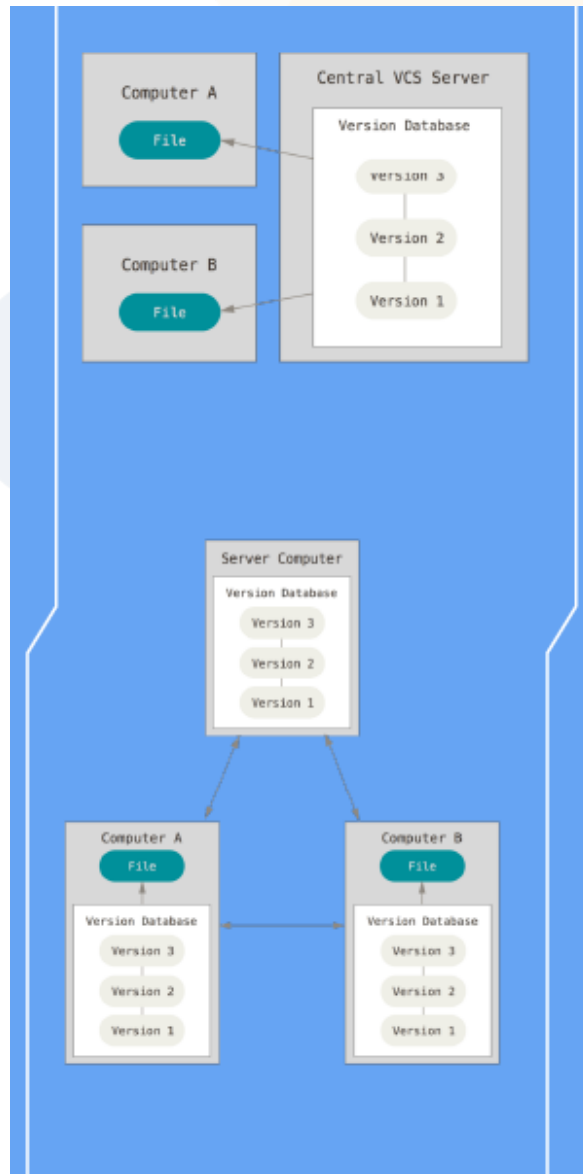 Computer A
File
Central VCS Server
Version Database
Version 3
Version 2
Version 1
Computer B
File
Server Computer
Version Database
Version 3
Version 2
Version 1
Computer A
File
Version Database
Version 3
Version 2
Version 1
Computer B
File
Version Database
Version 3
Version 2
Version 1